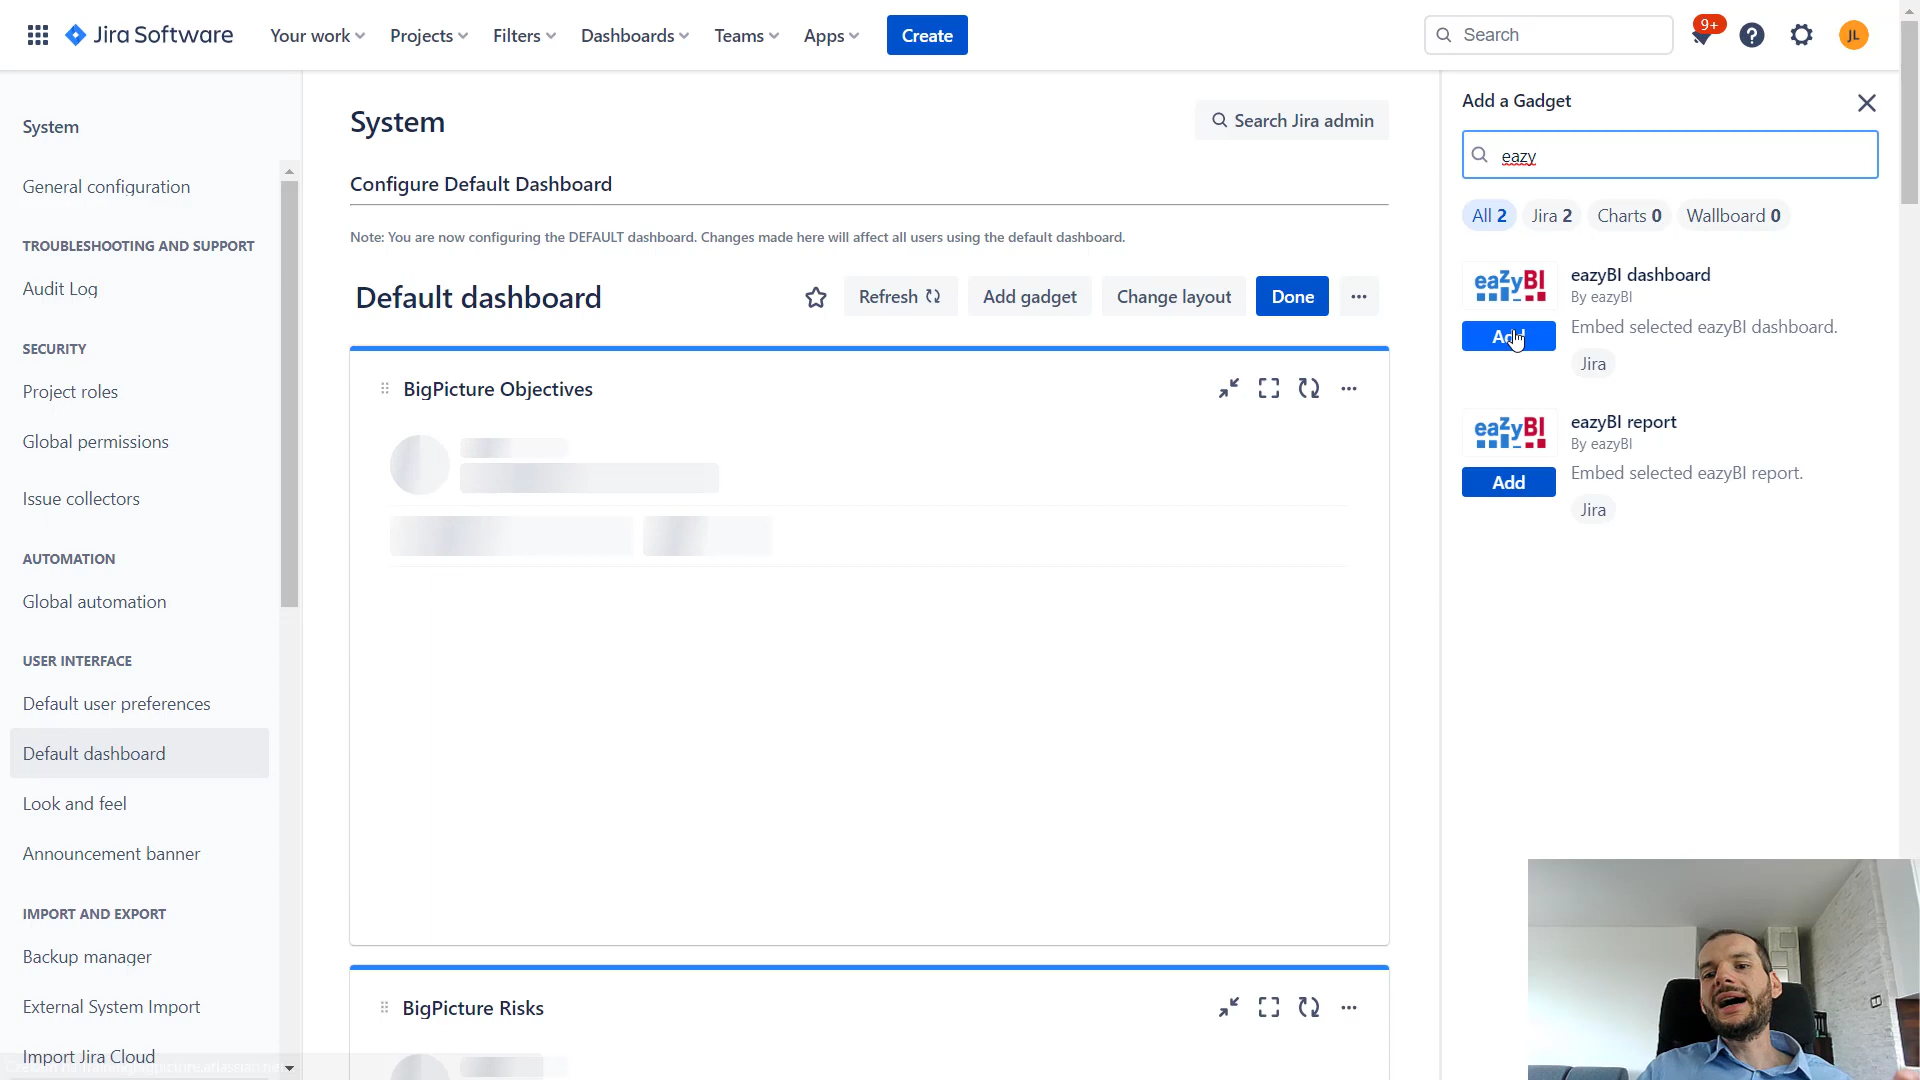 Jira Software
Your work
Projects
Filters
Dashboards
Teams
Apps
Create
Search
9+
JL
System
General configuration
TROUBLESHOOTING AND SUPPORT
Audit Log
SECURITY
Project roles
Global permissions
Issue collectors
AUTOMATION
Global automation
USER INTERFACE
Default user preferences
Default dashboard
Look and feel
Announcement banner
IMPORT AND EXPORT
Backup manager
External System Import
Import Jira Cloud
System
Search Jira admin
Configure Default Dashboard
Note: You are now configuring the DEFAULT dashboard. Changes made here will affect all users using the default dashboard.
Default dashboard
Refresh
Add gadget
Change layout
Done
BigPicture Objectives
BigPicture Risks
Add a Gadget
eazy
All 2
Jira 2
Charts 0
Wallboard 0
eazyBI
eazyBI dashboard
By eazyBI
Add
Embed selected eazyBI dashboard.
Jira
eazyBI
eazyBI report
By eazyBI
Add
Embed selected eazyBI report.
Jira